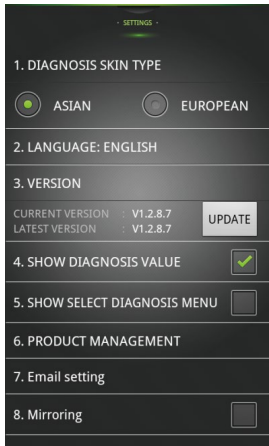 · SETTINGS ·
1. DIAGNOSIS SKIN TYPE
ASIAN EUROPEAN
2. LANGUAGE: ENGLISH
3. VERSION
CURRENT VERSION : V1.2.8.7
LATEST VERSION : V1.2.8.7
UPDATE
4. SHOW DIAGNOSIS VALUE
5. SHOW SELECT DIAGNOSIS MENU
6. PRODUCT MANAGEMENT
7. Email setting
8. Mirroring